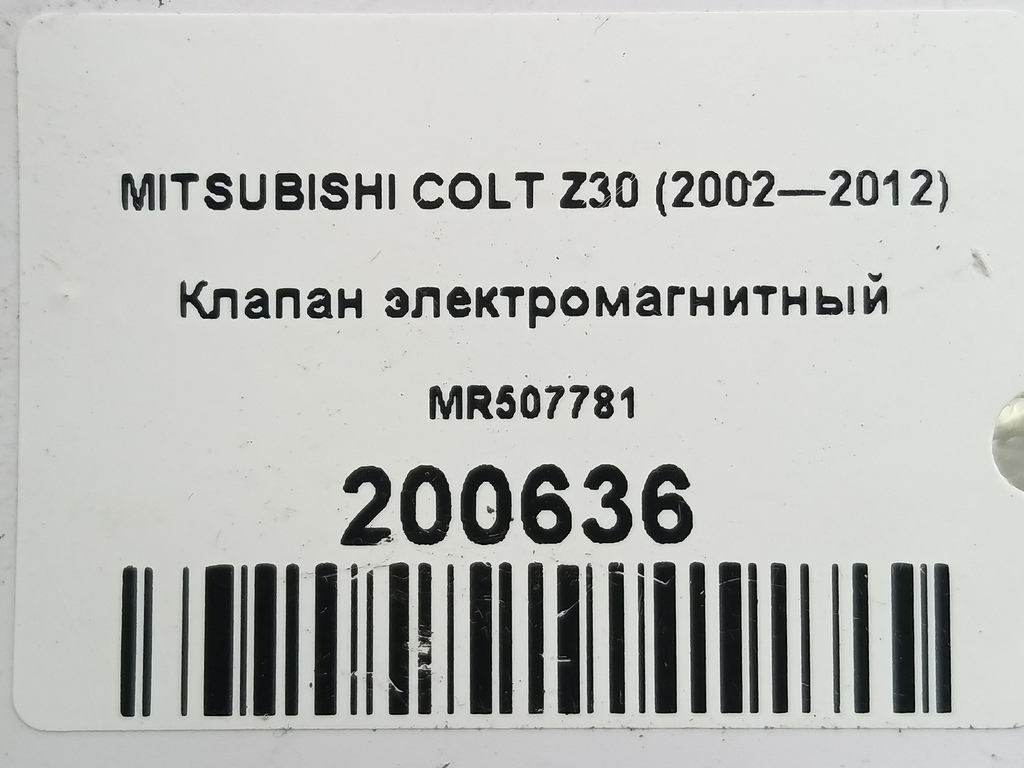 MITSUBISHI COLT Z30 (2002—2012)
Клапан электромагнитный
MR507781
200636